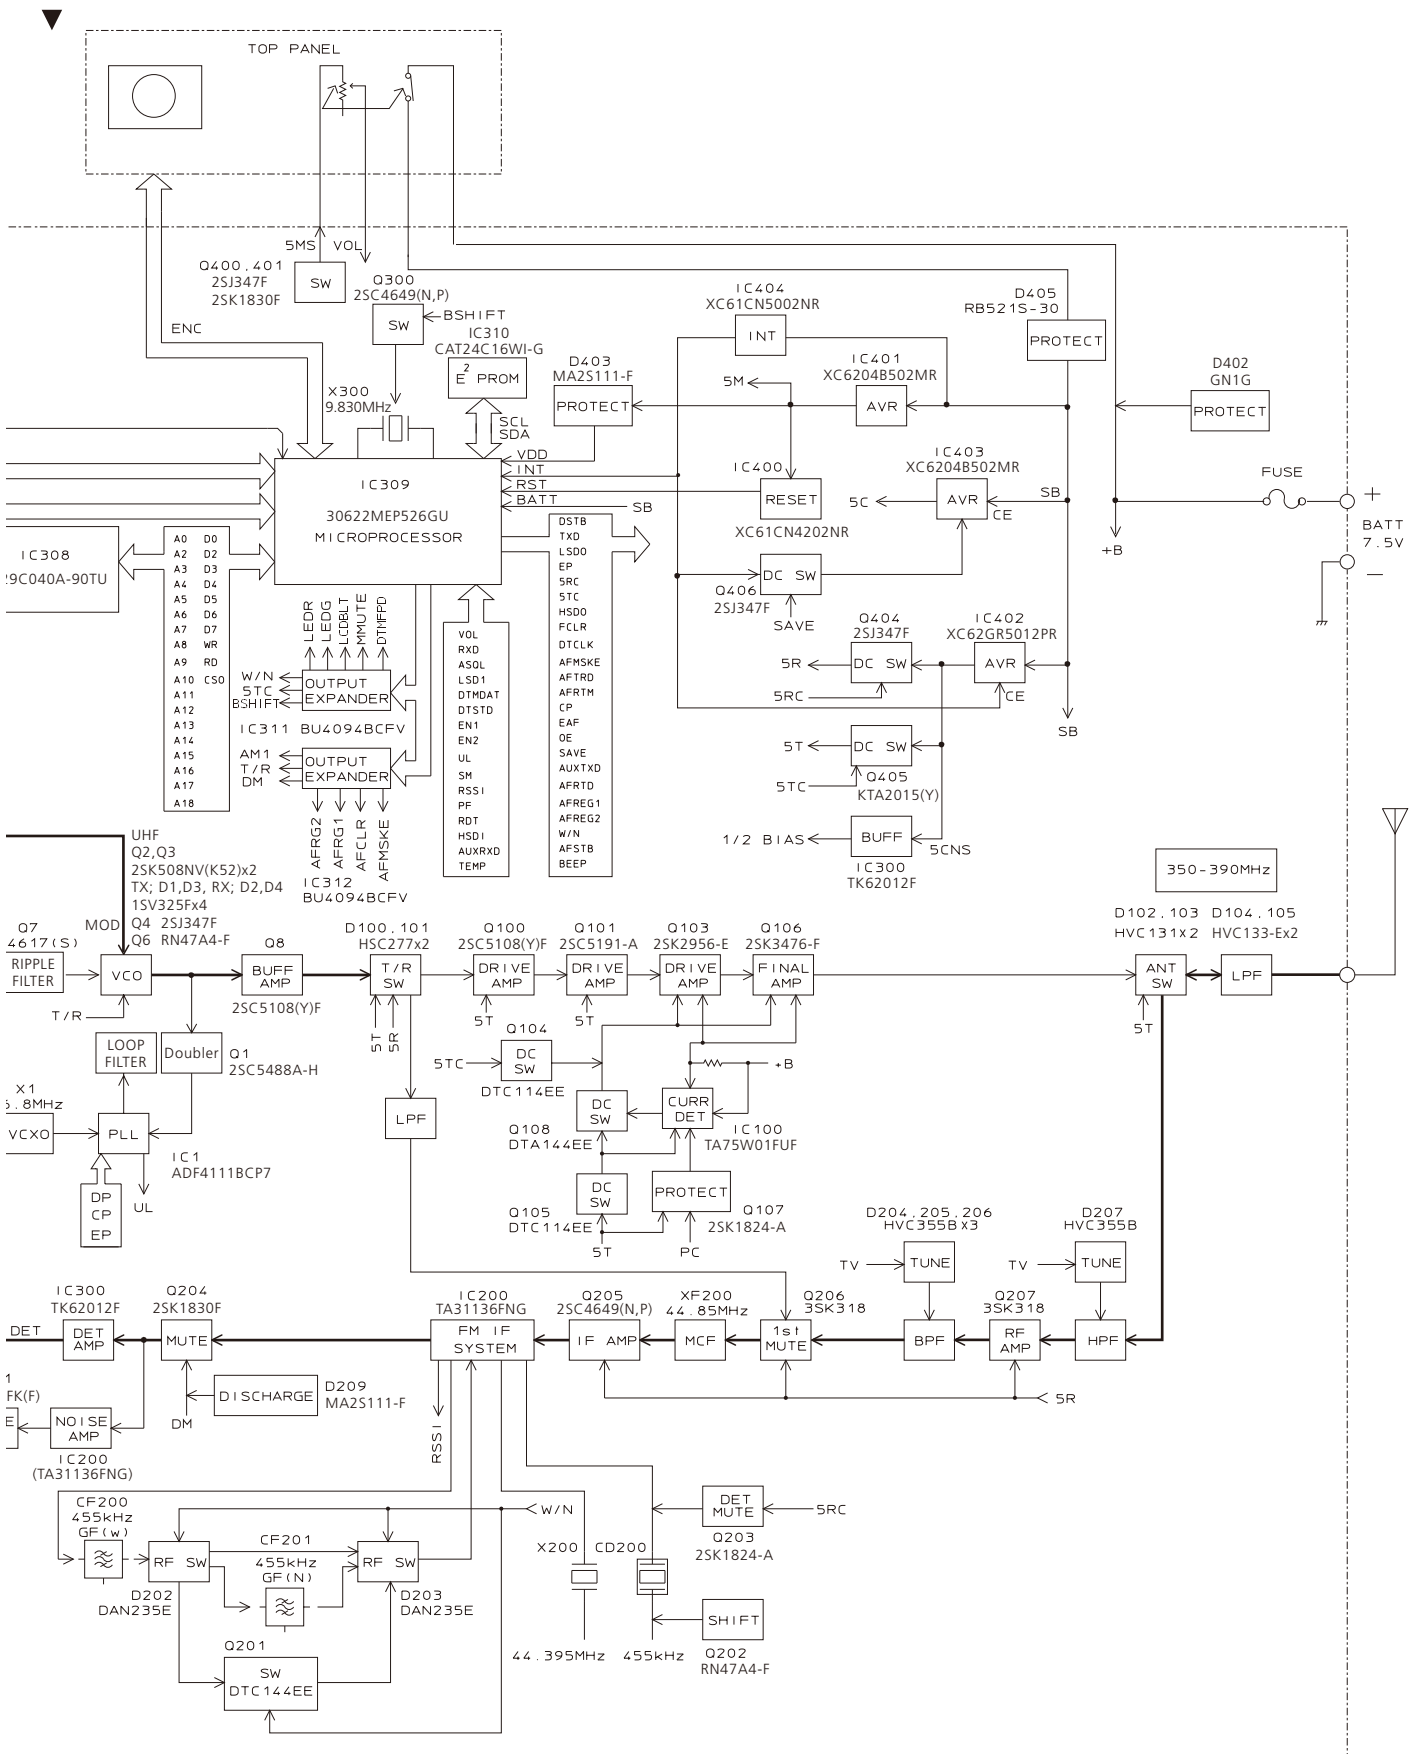 TOP PANEL
5MS
VOL
Q400,401
2SJ347F
2SK1830F
SW
Q300
2SC4649(N,P)
SW
BSHIFT
IC310
CAT24C16WI-G
E2 PROM
ENC
X300
9.830MHz
SCL
SDA
IC404
XC61CN5002NR
INT
D405
RB521S-30
PROTECT
D403
MA2S111-F
PROTECT
5M
IC401
XC6204B502MR
AVR
D402
GN1G
PROTECT
VDD
INT
RST
BATT
SB
IC400
RESET
XC61CN4202NR
IC403
XC6204B502MR
AVR
5C
SB
CE
FUSE
+
BATT
7.5V
−
+B
IC309
30622MEP526GU
MICROPROCESSOR
IC308
29C040A-90TU
A0 D0
A2 D2
A3 D3
A4 D4
A5 D5
A6 D6
A7 D7
A8 WR
A9 RD
A10 CSO
A11
A12
A13
A14
A15
A16
A17
A18
DSTB
TXD
LSDO
EP
5RC
5TC
HSDO
FCLR
DTCLK
AFMSKE
AFTRD
AFRTM
CP
EAF
OE
SAVE
AUXTXD
AFRTD
AFREG1
AFREG2
W/N
AFSTB
BEEP
VOL
RXD
ASQL
LSD1
DTMDAT
DTSTD
EN1
EN2
UL
SM
RSSI
PF
RDT
HSDI
AUXRXD
TEMP
LEDR
LEDG
LCDBLT
MMUTE
DTMFPD
W/N
5TC
BSHIFT
OUTPUT
EXPANDER
IC311 BU4094BCFV
AM1
T/R
DM
OUTPUT
EXPANDER
AFRG2
AFRG1
AFCLR
AFMSKE
IC312
BU4094BCFV
DC SW
Q406
2SJ347F
SAVE
Q404
2SJ347F
DC SW
5R
5RC
IC402
XC62GR5012PR
AVR
CE
SB
5T
DC SW
5TC
Q405
KTA2015(Y)
1/2 BIAS
BUFF
5CNS
IC300
TK62012F
350-390MHz
UHF
Q2,Q3
2SK508NV(K52)x2
TX; D1,D3, RX; D2,D4
1SV325Fx4
Q4 2SJ347F
Q6 RN47A4-F
MOD
Q7
4617(S)
RIPPLE
FILTER
VCO
T/R
Q8
BUFF
AMP
2SC5108(Y)F
D100,101
HSC277x2
T/R
SW
5T
5R
Q100
2SC5108(Y)F
DRIVE
AMP
5T
Q101
2SC5191-A
DRIVE
AMP
5T
Q103
2SK2956-E
DRIVE
AMP
Q106
2SK3476-F
FINAL
AMP
D102,103
HVC131x2
ANT
SW
5T
D104,105
HVC133-Ex2
LPF
LOOP
FILTER
Doubler
Q1
2SC5488A-H
X1
6.8MHz
VCXO
PLL
IC1
ADF4111BCP7
DP
CP
EP
UL
LPF
Q104
5TC
DC
SW
DTC114EE
DC
SW
Q108
DTA144EE
+B
CURR
DET
IC100
TA75W01FUF
DC
SW
Q105
DTC114EE
5T
PROTECT
Q107
2SK1824-A
PC
D204,205,206
HVC355Bx3
TV
TUNE
D207
HVC355B
TV
TUNE
DET
IC300
TK62012F
DET
AMP
Q204
2SK1830F
MUTE
IC200
TA31136FNG
FM IF
SYSTEM
Q205
2SC4649(N,P)
IF AMP
XF200
44.85MHz
MCF
Q206
3SK318
1st
MUTE
BPF
Q207
3SK318
RF
AMP
HPF
5R
1
FK(F)
E
NOISE
AMP
IC200
(TA31136FNG)
DM
DISCHARGE
D209
MA2S111-F
RSSI
CF200
455kHz
GF(w)
RF SW
D202
DAN235E
CF201
455kHz
GF(N)
RF SW
D203
DAN235E
W/N
Q201
SW
DTC144EE
X200
44.395MHz
CD200
455kHz
DET
MUTE
5RC
Q203
2SK1824-A
SHIFT
Q202
RN47A4-F